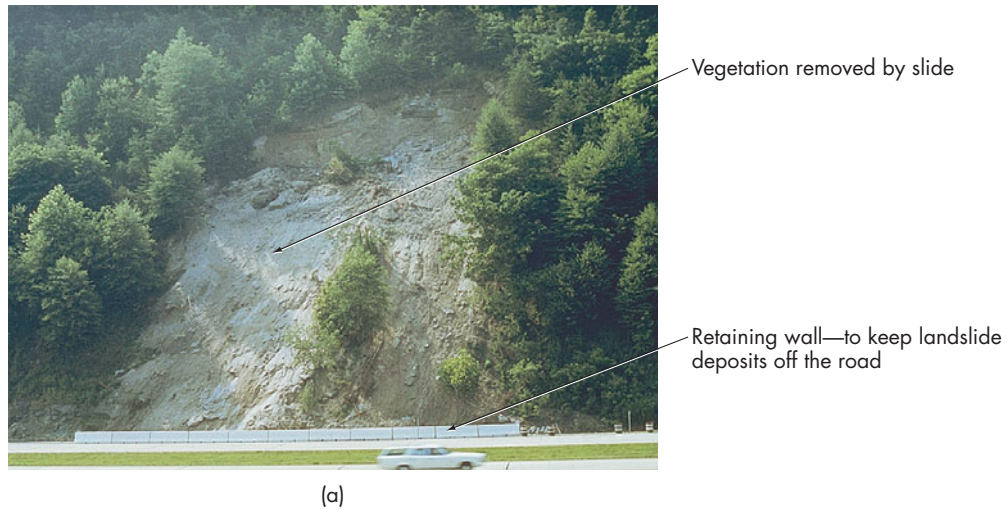 Vegetation removed by slide
Retaining wall—to keep landslide
deposits off the road
(a)